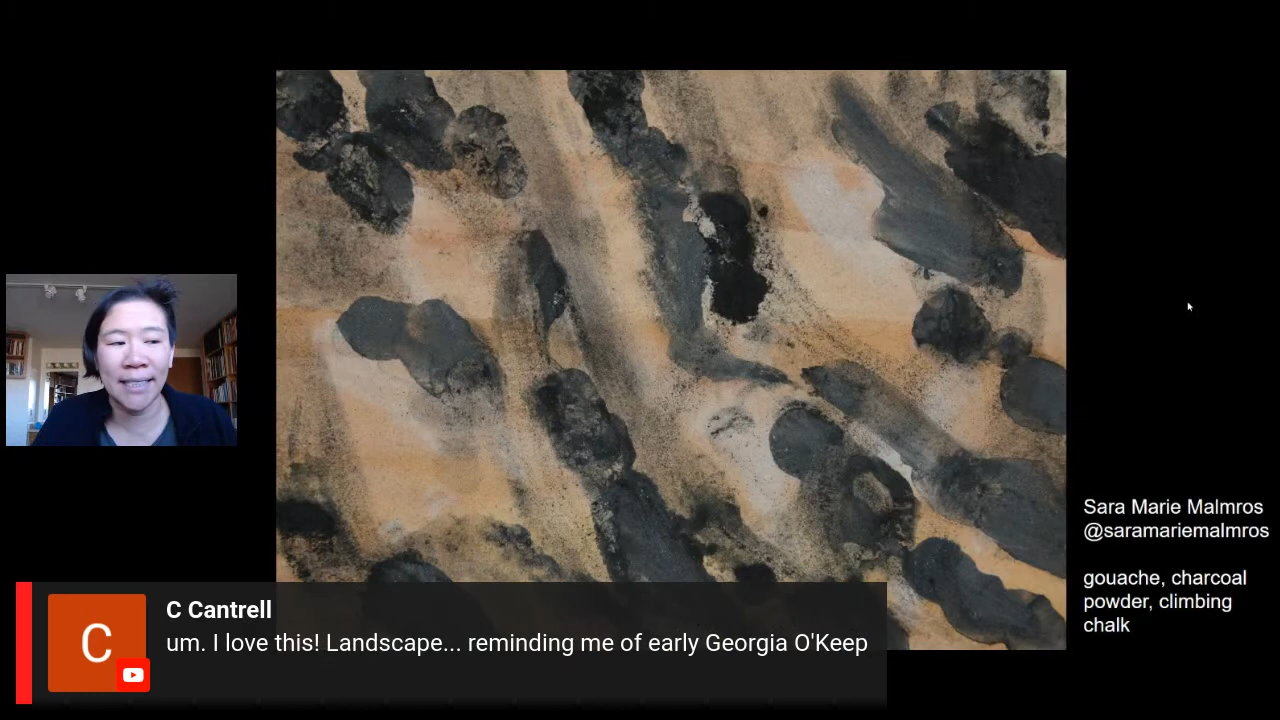 Sara Marie Malmros
@saramariemalmros
gouache, charcoal
powder, climbing
chalk
C
C Cantrell
um. I love this! Landscape... reminding me of early Georgia O'Keep